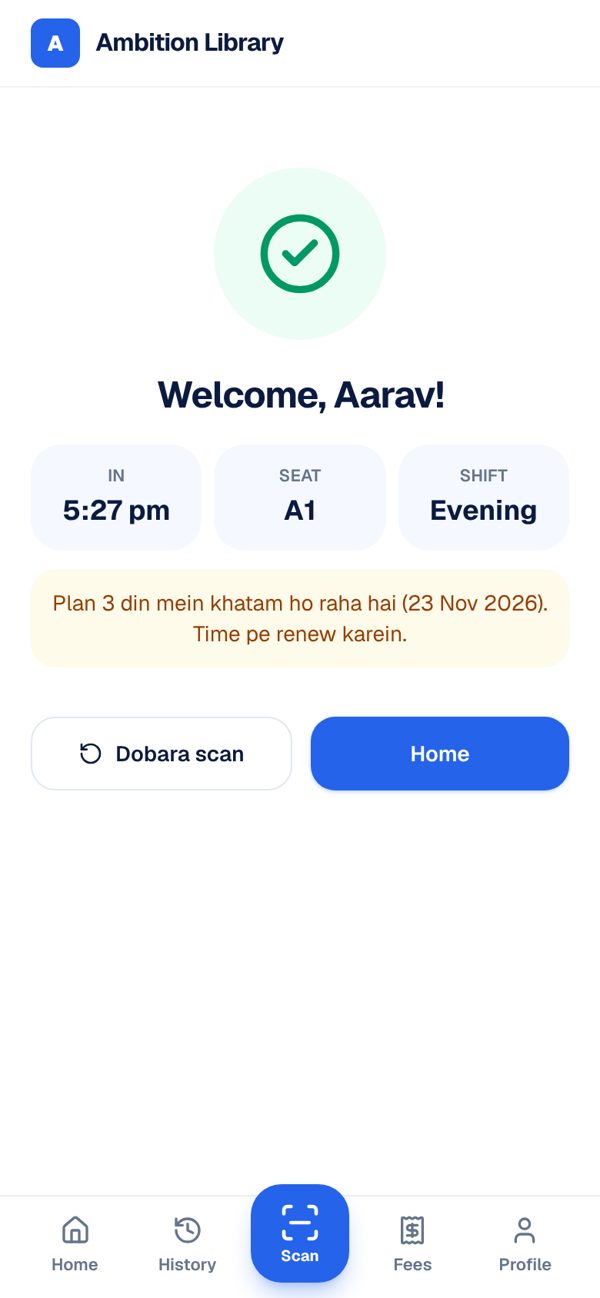 A
Ambition Library
Welcome, Aarav!
IN
5:27 pm
SEAT
A1
SHIFT
Evening
Plan 3 din mein khatam ho raha hai (23 Nov 2026).
Time pe renew karein.
Dobara scan
Home
Home
History
Scan
Fees
Profile